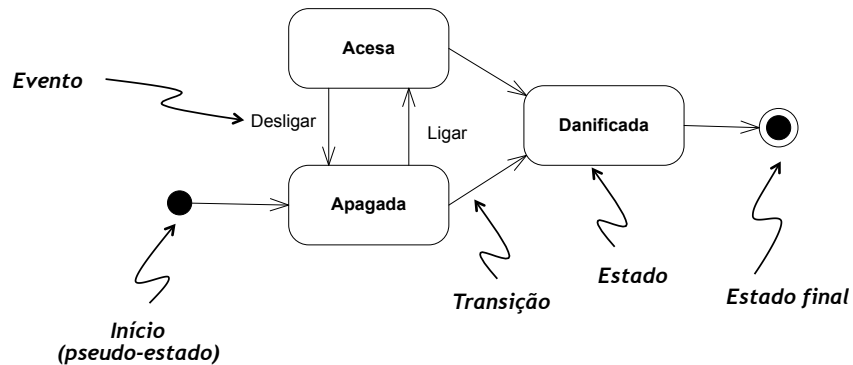 Acesa
Evento
Desligar
Ligar
Danificada
Apagada
Transição
Estado
Estado final
Início
(pseudo-estado)